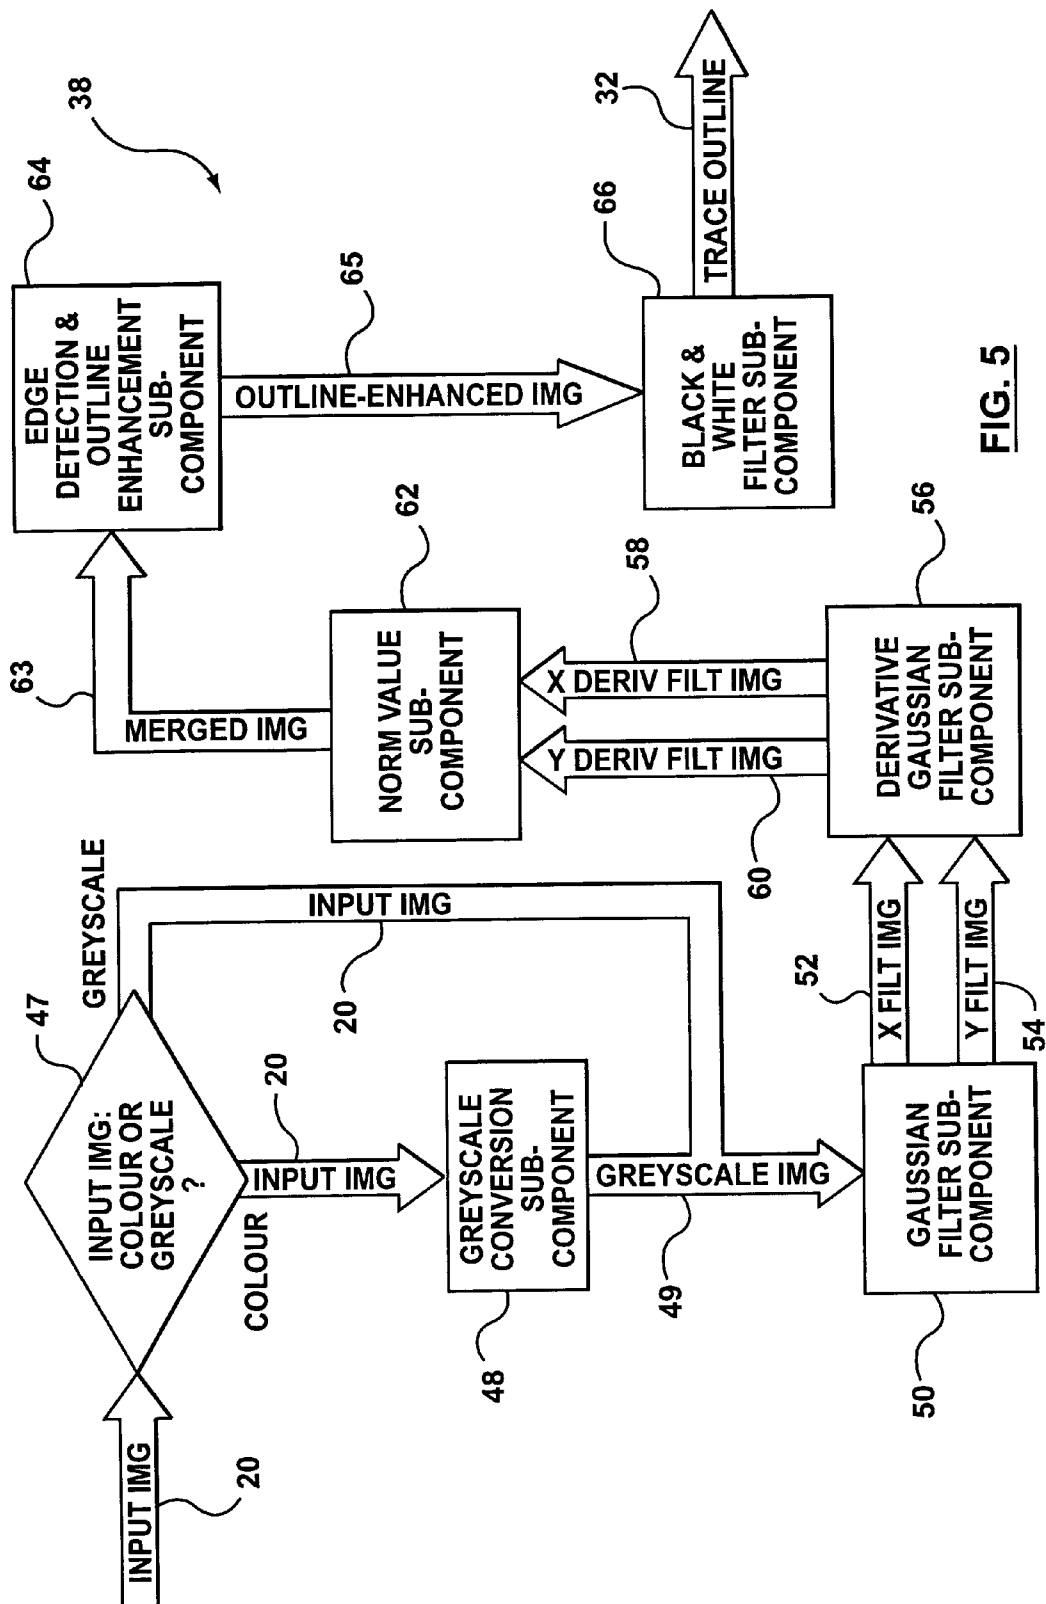 INPUT IMG
20
INPUT IMG:
COLOUR OR
GREYSCALE
?
47
GREYSCALE
COLOUR
INPUT IMG
20
INPUT IMG
20
GREYSCALE
CONVERSION
SUB-
COMPONENT
48
GREYSCALE IMG
49
GAUSSIAN
FILTER SUB-
COMPONENT
50
X FILT IMG
52
Y FILT IMG
54
DERIVATIVE
GAUSSIAN
FILTER SUB-
COMPONENT
56
X DERIV FILT IMG
58
Y DERIV FILT IMG
60
NORM VALUE
SUB-
COMPONENT
62
MERGED IMG
63
EDGE
DETECTION &
OUTLINE
ENHANCEMENT
SUB-
COMPONENT
64
38
OUTLINE-ENHANCED IMG
65
BLACK &
WHITE
FILTER SUB-
COMPONENT
66
TRACE OUTLINE
32
FIG. 5